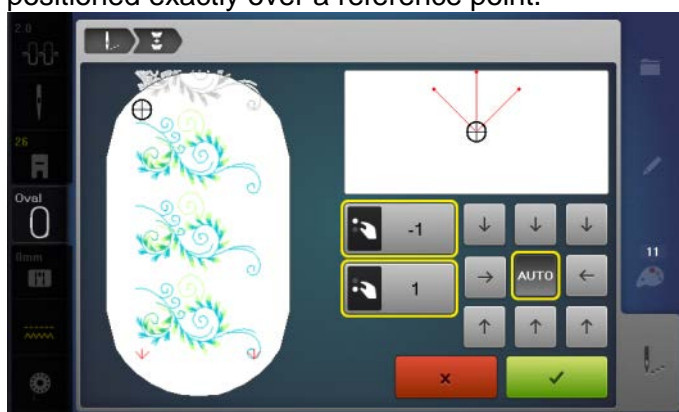 positioned exactly over a reference point.
2.0
26
Oval
0mm
-1
1
AUTO
11